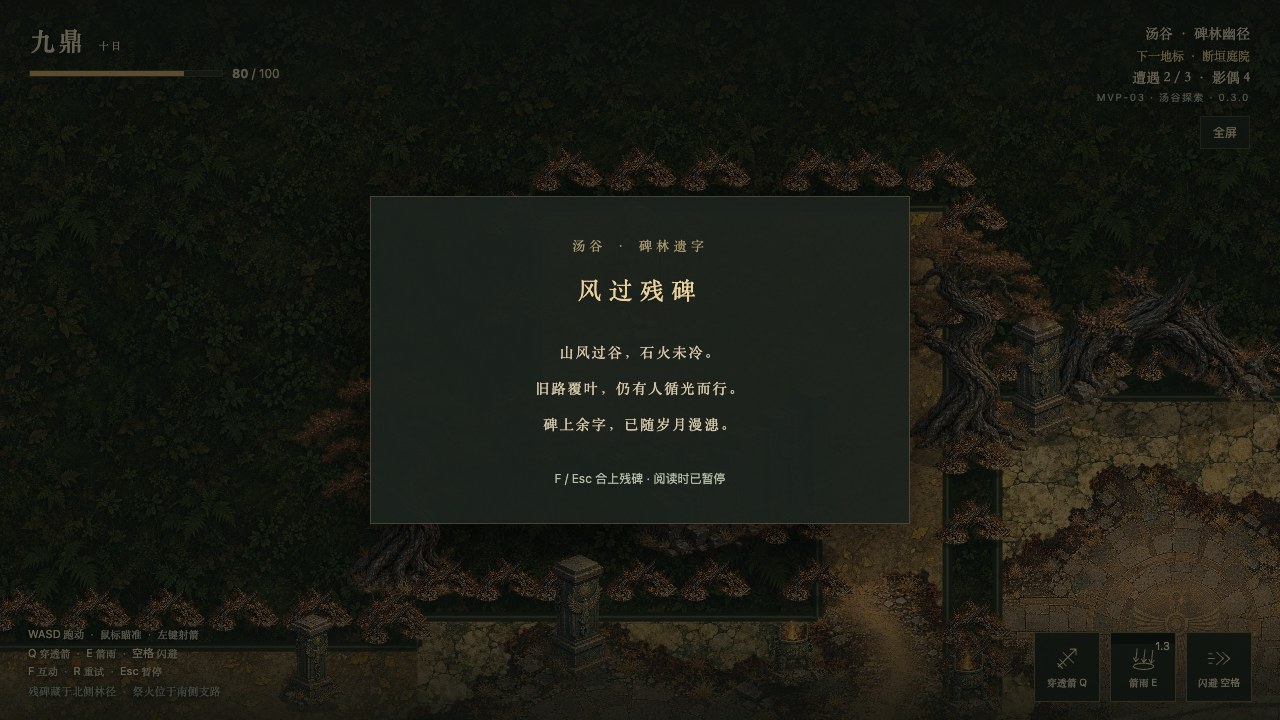 九鼎 十日
80 / 100
汤谷 · 碑林幽径
下一地标 · 断垣庭院
遭遇 2 / 3 · 影偶 4
MVP-03 · 汤谷探索 · 0.3.0
全屏
汤谷 · 碑林遗字
风过残碑
山风过谷，石火未冷。
旧路覆叶，仍有人循光而行。
碑上余字，已随岁月漫漶。
F / Esc 合上残碑 · 阅读时已暂停
WASD 跑动 · 鼠标瞄准 · 左键射箭
Q 穿透箭 · E 箭雨 · 空格 闪避
F 互动 · R 重试 · Esc 暂停
残碑藏于北侧林径 · 祭火位于南侧支路
穿透箭 Q
1.3
箭雨 E
闪避 空格